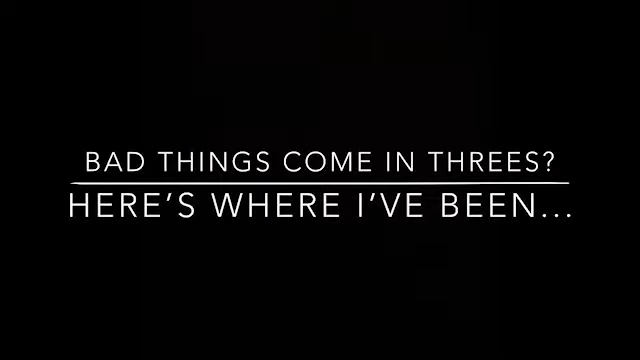 BAD THINGS COME IN THREES?
HERE'S WHERE I'VE BEEN...